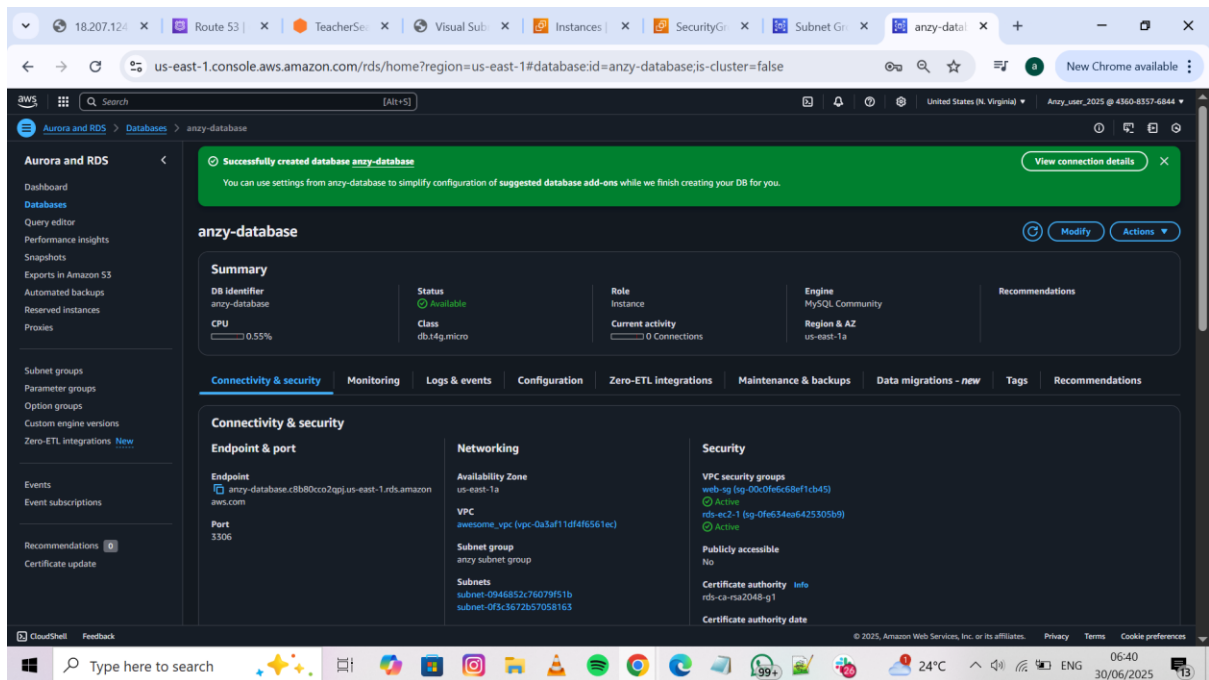 18.207.124
Route 53 |
TeacherSea
Visual Sub
Instances |
SecurityGr
Subnet Gro
anzy-datal
us-east-1.console.aws.amazon.com/rds/home?region=us-east-1#database:id=anzy-database;is-cluster=false
a
New Chrome available
aws
Search
[Alt+S]
United States (N. Virginia)
Anzy_user_2025 @ 4360-8357-6844
Aurora and RDS > Databases > anzy-database
Aurora and RDS
Dashboard
Databases
Query editor
Performance insights
Snapshots
Exports in Amazon S3
Automated backups
Reserved instances
Proxies
Subnet groups
Parameter groups
Option groups
Custom engine versions
Zero-ETL integrations New
Events
Event subscriptions
Recommendations 0
Certificate update
Successfully created database anzy-database
You can use settings from anzy-database to simplify configuration of suggested database add-ons while we finish creating your DB for you.
View connection details
anzy-database
Modify
Actions
Summary
DB identifier
anzy-database
Status
Available
Role
Instance
Engine
MySQL Community
Recommendations
CPU
0.55%
Class
db.t4g.micro
Current activity
0 Connections
Region & AZ
us-east-1a
Connectivity & security
Monitoring
Logs & events
Configuration
Zero-ETL integrations
Maintenance & backups
Data migrations - new
Tags
Recommendations
Connectivity & security
Endpoint & port
Endpoint
anzy-database.c8b80cco2qpj.us-east-1.rds.amazon
aws.com
Port
3306
Networking
Availability Zone
us-east-1a
VPC
awesome_vpc (vpc-0a3af11df4f6561ec)
Subnet group
anzy subnet group
Subnets
subnet-0946852c76079f51b
subnet-0f3c3672b57058163
Security
VPC security groups
web-sg (sg-00c0fe6c68ef1cb45)
Active
rds-ec2-1 (sg-0fe634ea6425305b9)
Active
Publicly accessible
No
Certificate authority Info
rds-ca-rsa2048-g1
Certificate authority date
CloudShell
Feedback
© 2025, Amazon Web Services, Inc. or its affiliates.
Privacy
Terms
Cookie preferences
Type here to search
99+
26
24°C
ENG
06:40
30/06/2025
13